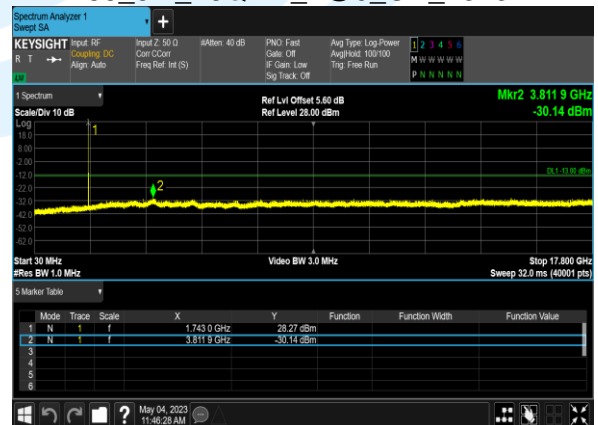 Spectrum Analyzer 1
Swept SA
KEYSIGHT Input: RF Input Z: 50 Ω #Atten: 40 dB PNO: Fast Avg Type: Log-Power 1 2 3 4 5 6
R T Coupling: DC Corr CCorr Gate: Off Avg|Hold: 100/100 M W W W W W
Align: Auto Freq Ref: Int (S) IF Gain: Low Trig: Free Run
LW Sig Track: Off P N N N N N
1 Spectrum Ref Lvl Offset 5.60 dB Mkr2 3.811 9 GHz
Scale/Div 10 dB Ref Level 28.00 dBm -30.14 dBm
Log
1
18.0
8.00
-2.00
-12.0 DL1 -13.00 dBm
-22.0 2
-32.0
-42.0
-52.0
-62.0
Start 30 MHz Video BW 3.0 MHz Stop 17.800 GHz
#Res BW 1.0 MHz Sweep 32.0 ms (40001 pts)
5 Marker Table
Mode Trace Scale X Y Function Function Width Function Value
1 N 1 f 1.743 0 GHz 28.27 dBm
2 N 1 f 3.811 9 GHz -30.14 dBm
3
4
5
6
? May 04, 2023
11:46:28 AM